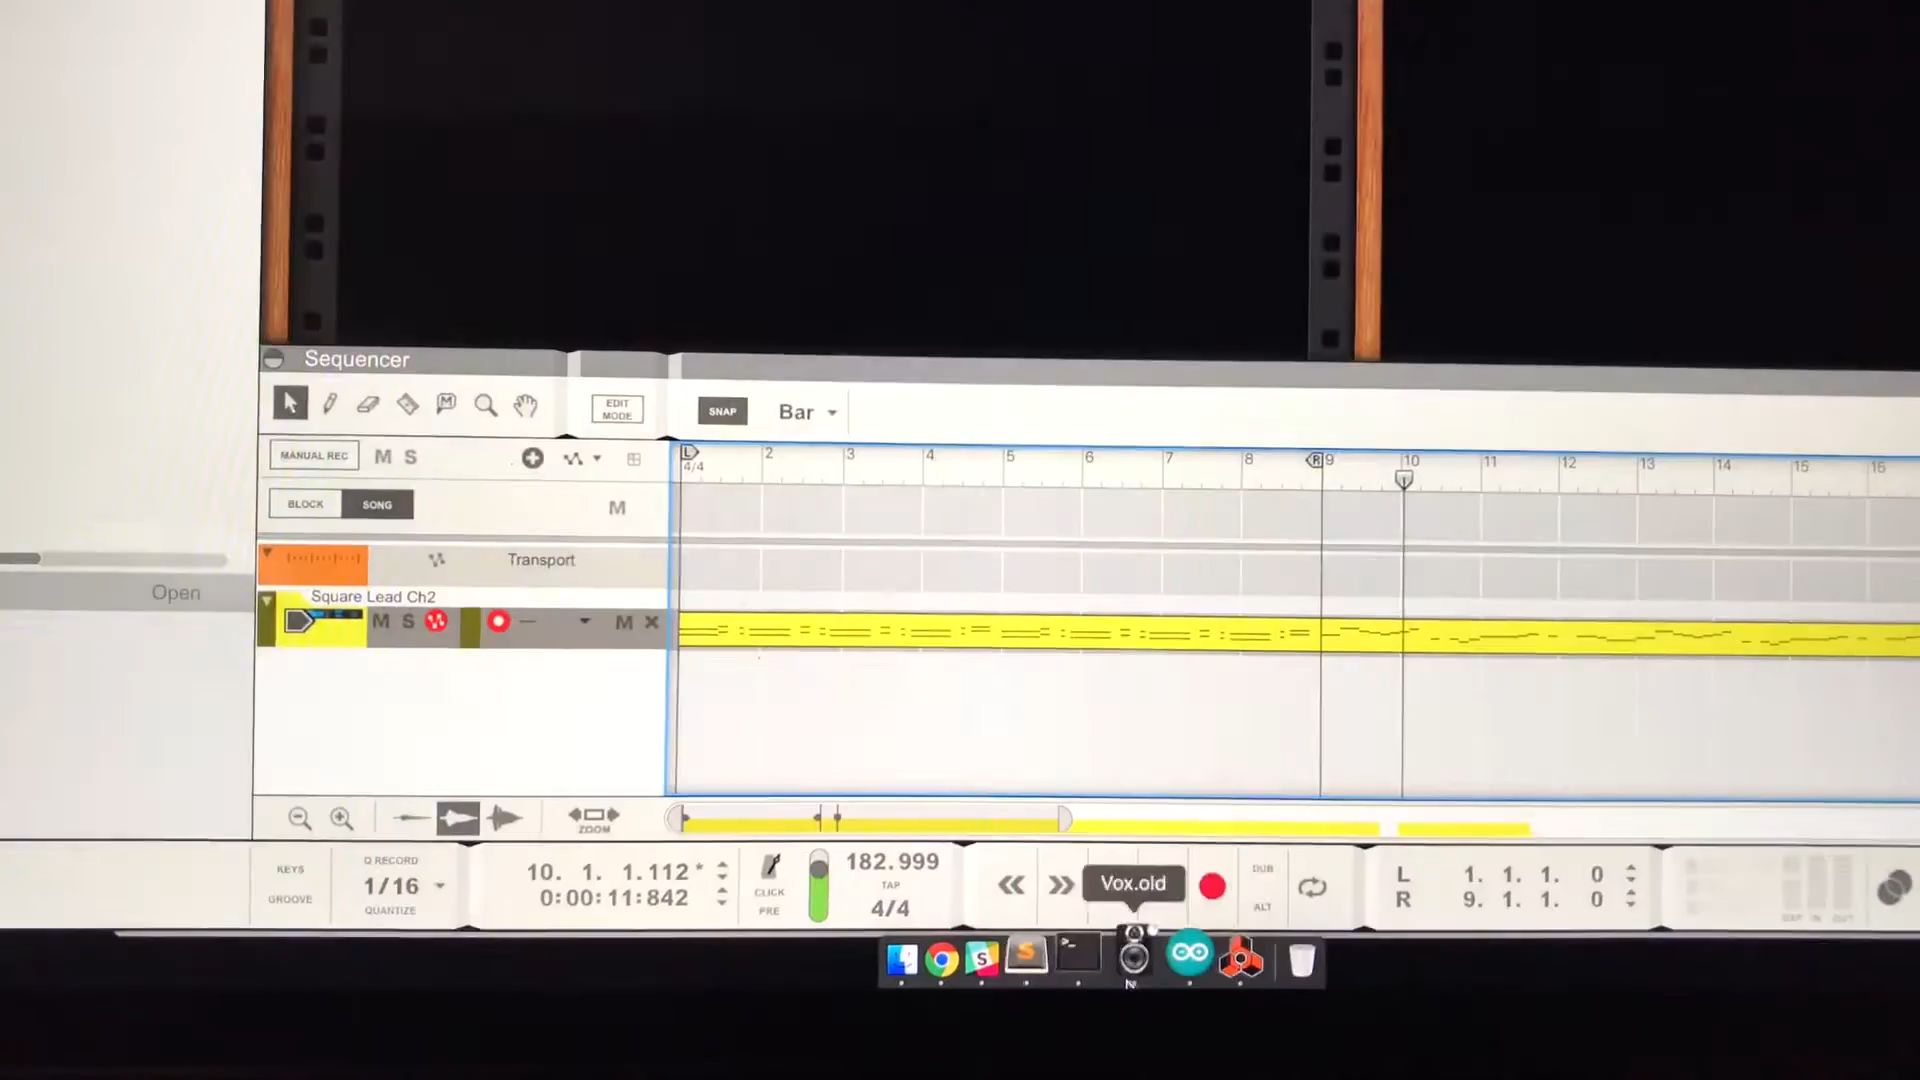 Sequencer
EDIT
MODE
SNAP
Bar
MANUAL REC
M S
L
4/4
2
3
4
5
6
7
8
R
9
10
11
12
13
14
15
16
BLOCK
SONG
M
Transport
Open
Square Lead Ch2
M S
M
ZOOM
KEYS
GROOVE
Q RECORD
1/16
QUANTIZE
10. 1. 1.112 *
0:00:11:842
CLICK
PRE
182.999
TAP
4/4
Vox.old
DUB
ALT
L 1. 1. 1. 0
R 9. 1. 1. 0